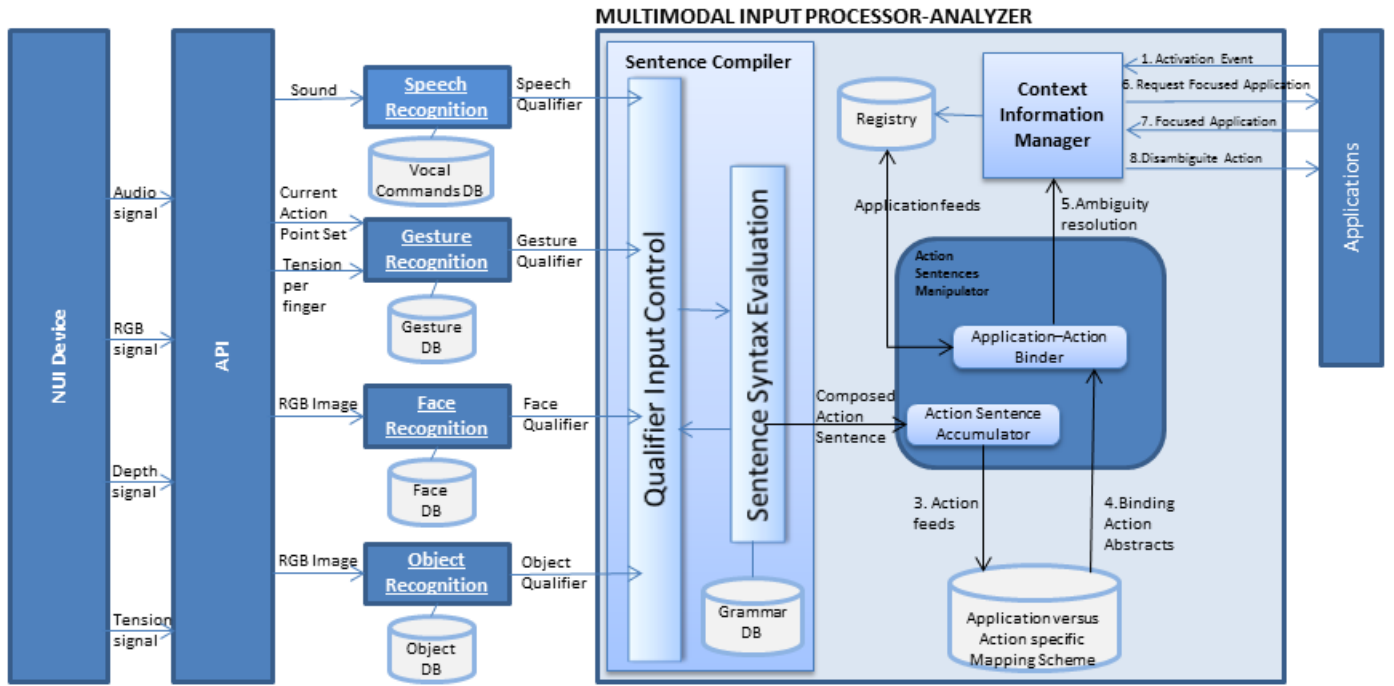 MULTIMODAL INPUT PROCESSOR-ANALYZER
NUI Device
Audio
signal
RGB
signal
Depth
signal
Tension
signal
API
Sound
Current
Action
Point Set
Tension
per
finger
RGB Image
RGB Image
Speech
Recognition
Vocal
Commands DB
Gesture
Recognition
Gesture
DB
Face
Recognition
Face
DB
Object
Recognition
Object
DB
Speech
Qualifier
Gesture
Qualifier
Face
Qualifier
Object
Qualifier
Sentence Compiler
Qualifier Input Control
Sentence Syntax Evaluation
Grammar
DB
Composed
Action
Sentence
Registry
Application feeds
Context
Information
Manager
5.Ambiguity
resolution
Action
Sentences
Manipulator
Application–Action
Binder
Action Sentence
Accumulator
3. Action
feeds
4.Binding
Action
Abstracts
Application versus
Action specific
Mapping Scheme
1. Activation Event
6. Request Focused Application
7. Focused Application
8.Disambiguite Action
Applications